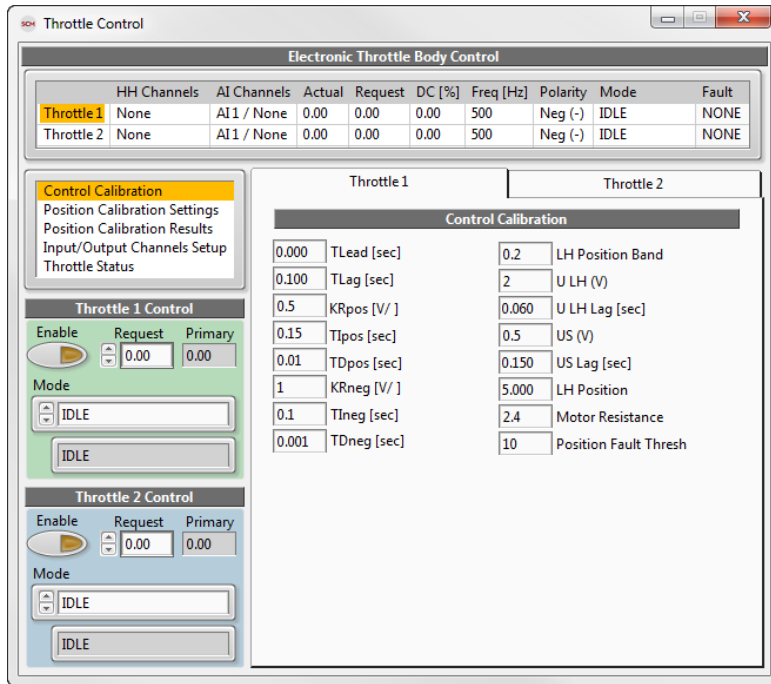 SCM Throttle Control
Electronic Throttle Body Control
HH Channels AI Channels Actual Request DC [%] Freq [Hz] Polarity Mode Fault
Throttle 1 None AI1 / None 0.00 0.00 0.00 500 Neg (-) IDLE NONE
Throttle 2 None AI1 / None 0.00 0.00 0.00 500 Neg (-) IDLE NONE
Control Calibration
Position Calibration Settings
Position Calibration Results
Input/Output Channels Setup
Throttle Status
Throttle 1 Control
Enable Request Primary
0.00 0.00
Mode
IDLE
IDLE
Throttle 2 Control
Enable Request Primary
0.00 0.00
Mode
IDLE
IDLE
Throttle 1 Throttle 2
Control Calibration
0.000 TLead [sec]
0.100 TLag [sec]
0.5 KRpos [V/ ]
0.15 TIpos [sec]
0.01 TDpos [sec]
1 KRneg [V/ ]
0.1 TIneg [sec]
0.001 TDneg [sec]
0.2 LH Position Band
2 U LH (V)
0.060 U LH Lag [sec]
0.5 US (V)
0.150 US Lag [sec]
5.000 LH Position
2.4 Motor Resistance
10 Position Fault Thresh